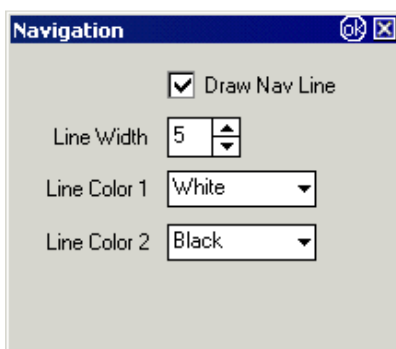 Navigation ok
Draw Nav Line
Line Width 5
Line Color 1 White
Line Color 2 Black